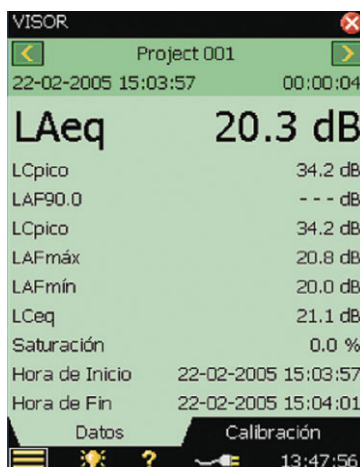 VISOR
Project 001
22-02-2005 15:03:57 00:00:04
LAeq 20.3 dB
LCpico 34.2 dB
LAF90.0 - - - dB
LCpico 34.2 dB
LAFmáx 20.8 dB
LAFmín 20.0 dB
LCeq 21.1 dB
Saturación 0.0 %
Hora de Inicio 22-02-2005 15:03:57
Hora de Fin 22-02-2005 15:04:01
Datos Calibración
? 13:47:56